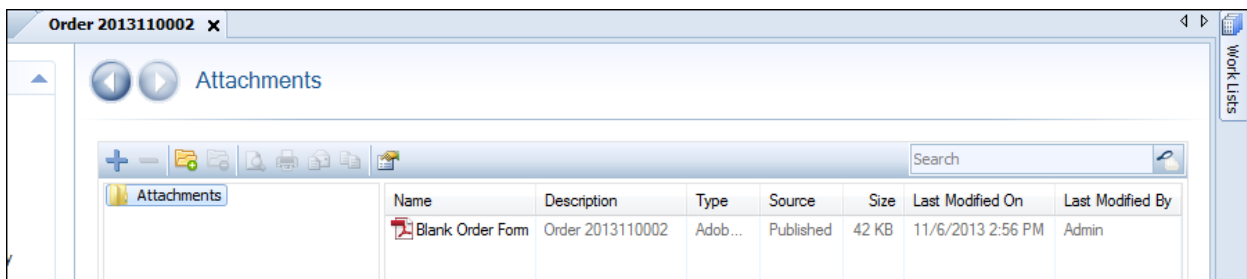 Order 2013110002
Work Lists
Attachments
Search
Attachments
Name Description Type Source Size Last Modified On Last Modified By
Blank Order Form Order 2013110002 Adob... Published 42 KB 11/6/2013 2:56 PM Admin
y